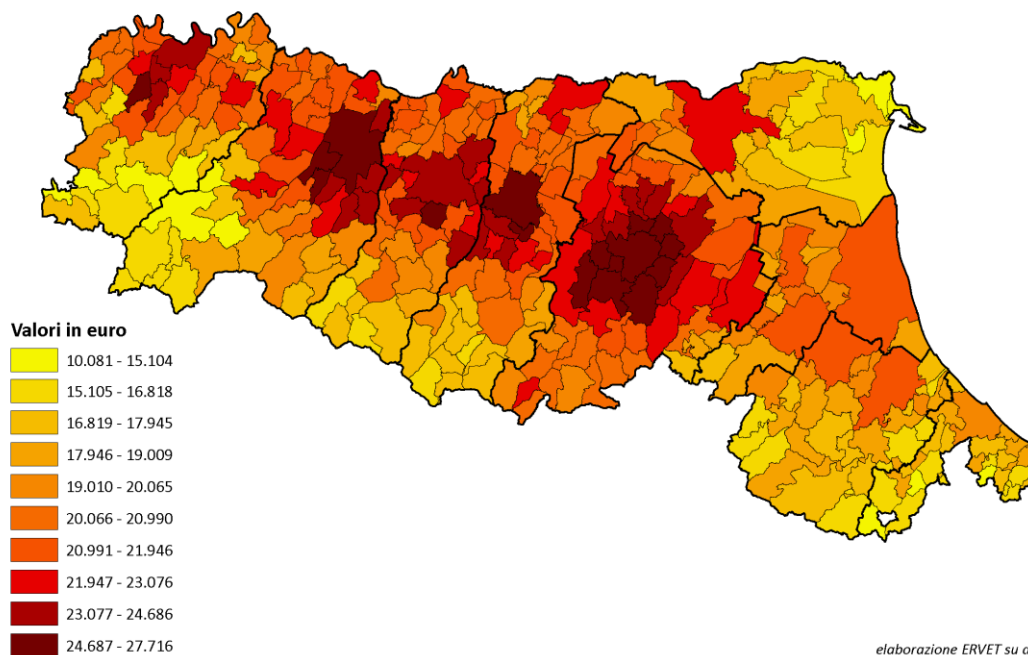 Valori in euro
10.081 - 15.104
15.105 - 16.818
16.819 - 17.945
17.946 - 19.009
19.010 - 20.065
20.066 - 20.990
20.991 - 21.946
21.947 - 23.076
23.077 - 24.686
24.687 - 27.716
elaborazione ERVET su